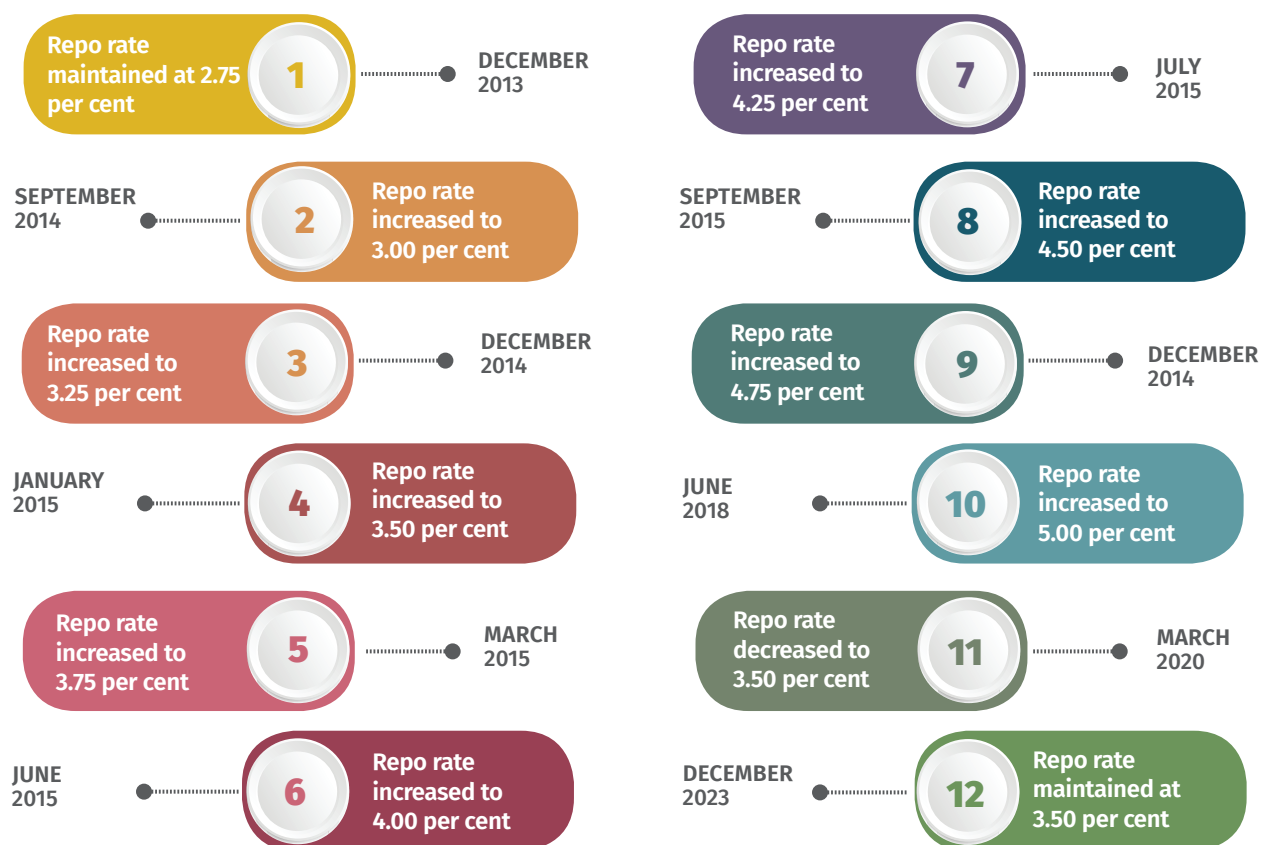 Repo rate
maintained at 2.75
per cent
1
DECEMBER
2013
SEPTEMBER
2014
2
Repo rate
increased to
3.00 per cent
Repo rate
increased to
3.25 per cent
3
DECEMBER
2014
JANUARY
2015
4
Repo rate
increased to
3.50 per cent
Repo rate
increased to
3.75 per cent
5
MARCH
2015
JUNE
2015
6
Repo rate
increased to
4.00 per cent
Repo rate
increased to
4.25 per cent
7
JULY
2015
SEPTEMBER
2015
8
Repo rate
increased to
4.50 per cent
Repo rate
increased to
4.75 per cent
9
DECEMBER
2014
JUNE
2018
10
Repo rate
increased to
5.00 per cent
Repo rate
decreased to
3.50 per cent
11
MARCH
2020
DECEMBER
2023
12
Repo rate
maintained at
3.50 per cent